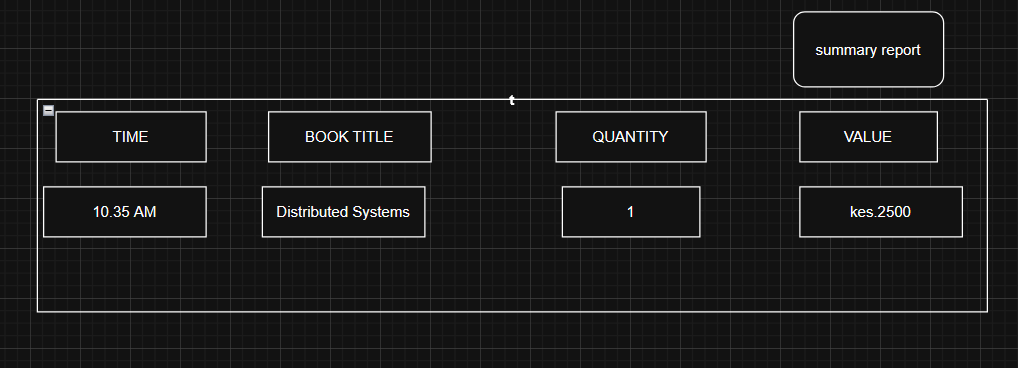 summary report
t
TIME
BOOK TITLE
QUANTITY
VALUE
10.35 AM
Distributed Systems
1
kes.2500